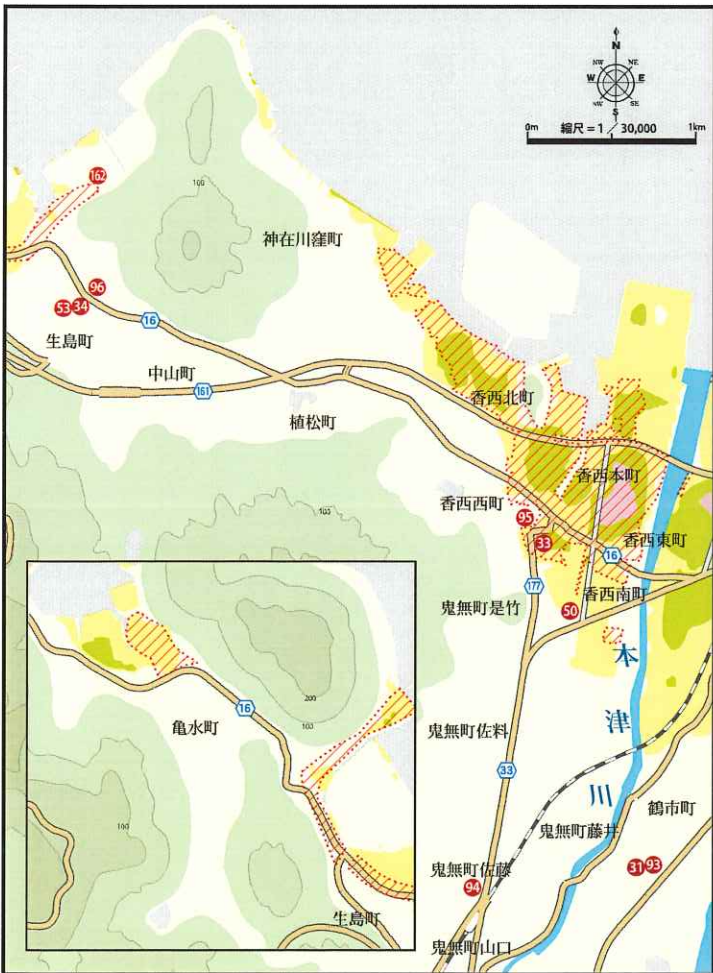 N
NW
NE
W
E
NW
SE
S
0m
縮尺=1/30,000
1km
162
100
神在川窪町
96
53
34
16
生島町
中山町
161
植松町
香西北町
香西本町
100
香西西町
95
33
香西東町
16
177
鬼無町是竹
香西南町
50
本津川
鬼無町佐料
33
鶴市町
鬼無町藤井
31
93
鬼無町佐藤
94
鬼無町山口
16
200
100
亀水町
100
生島町